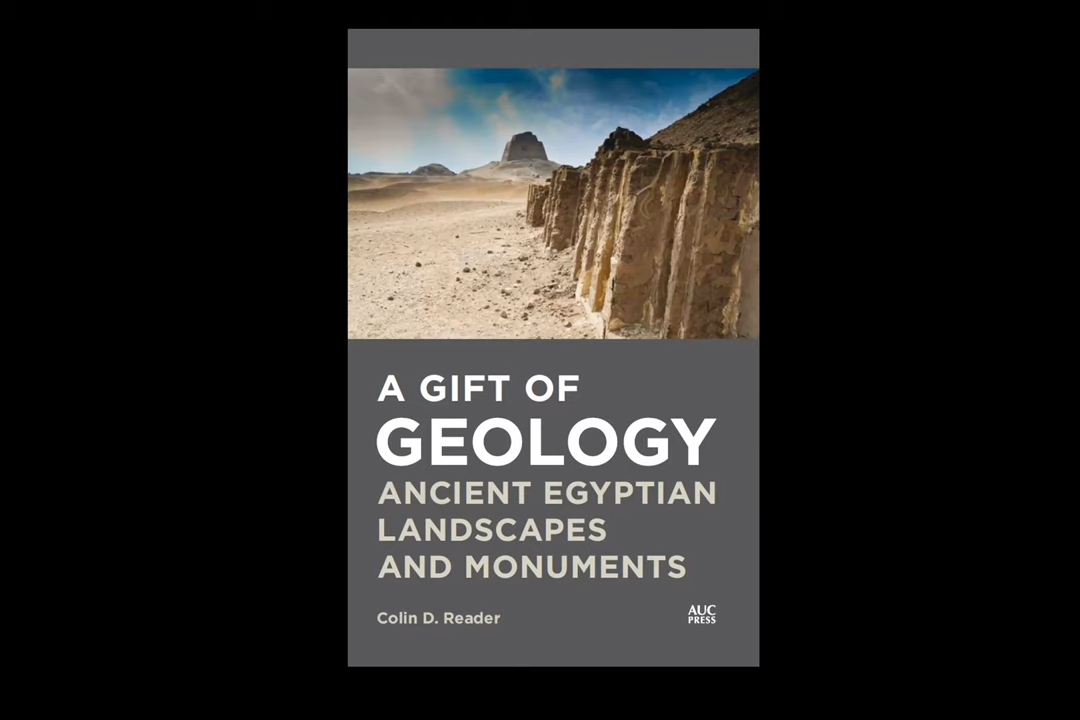 A GIFT OF
GEOLOGY
ANCIENT EGYPTIAN
LANDSCAPES
AND MONUMENTS
Colin D. Reader
AUC
PRESS